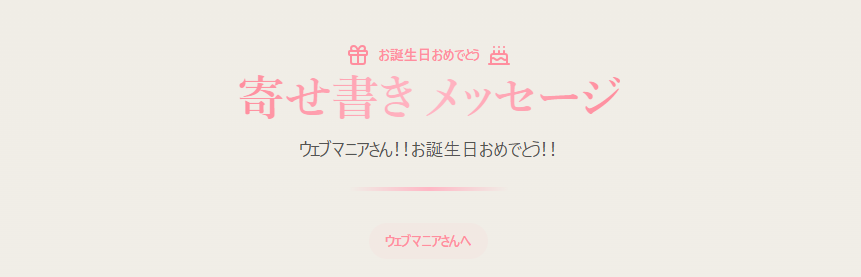 お誕生日おめでとう
寄せ書き メッセージ
ウェブマニアさん!!お誕生日おめでとう!!
ウェブマニアさんへ